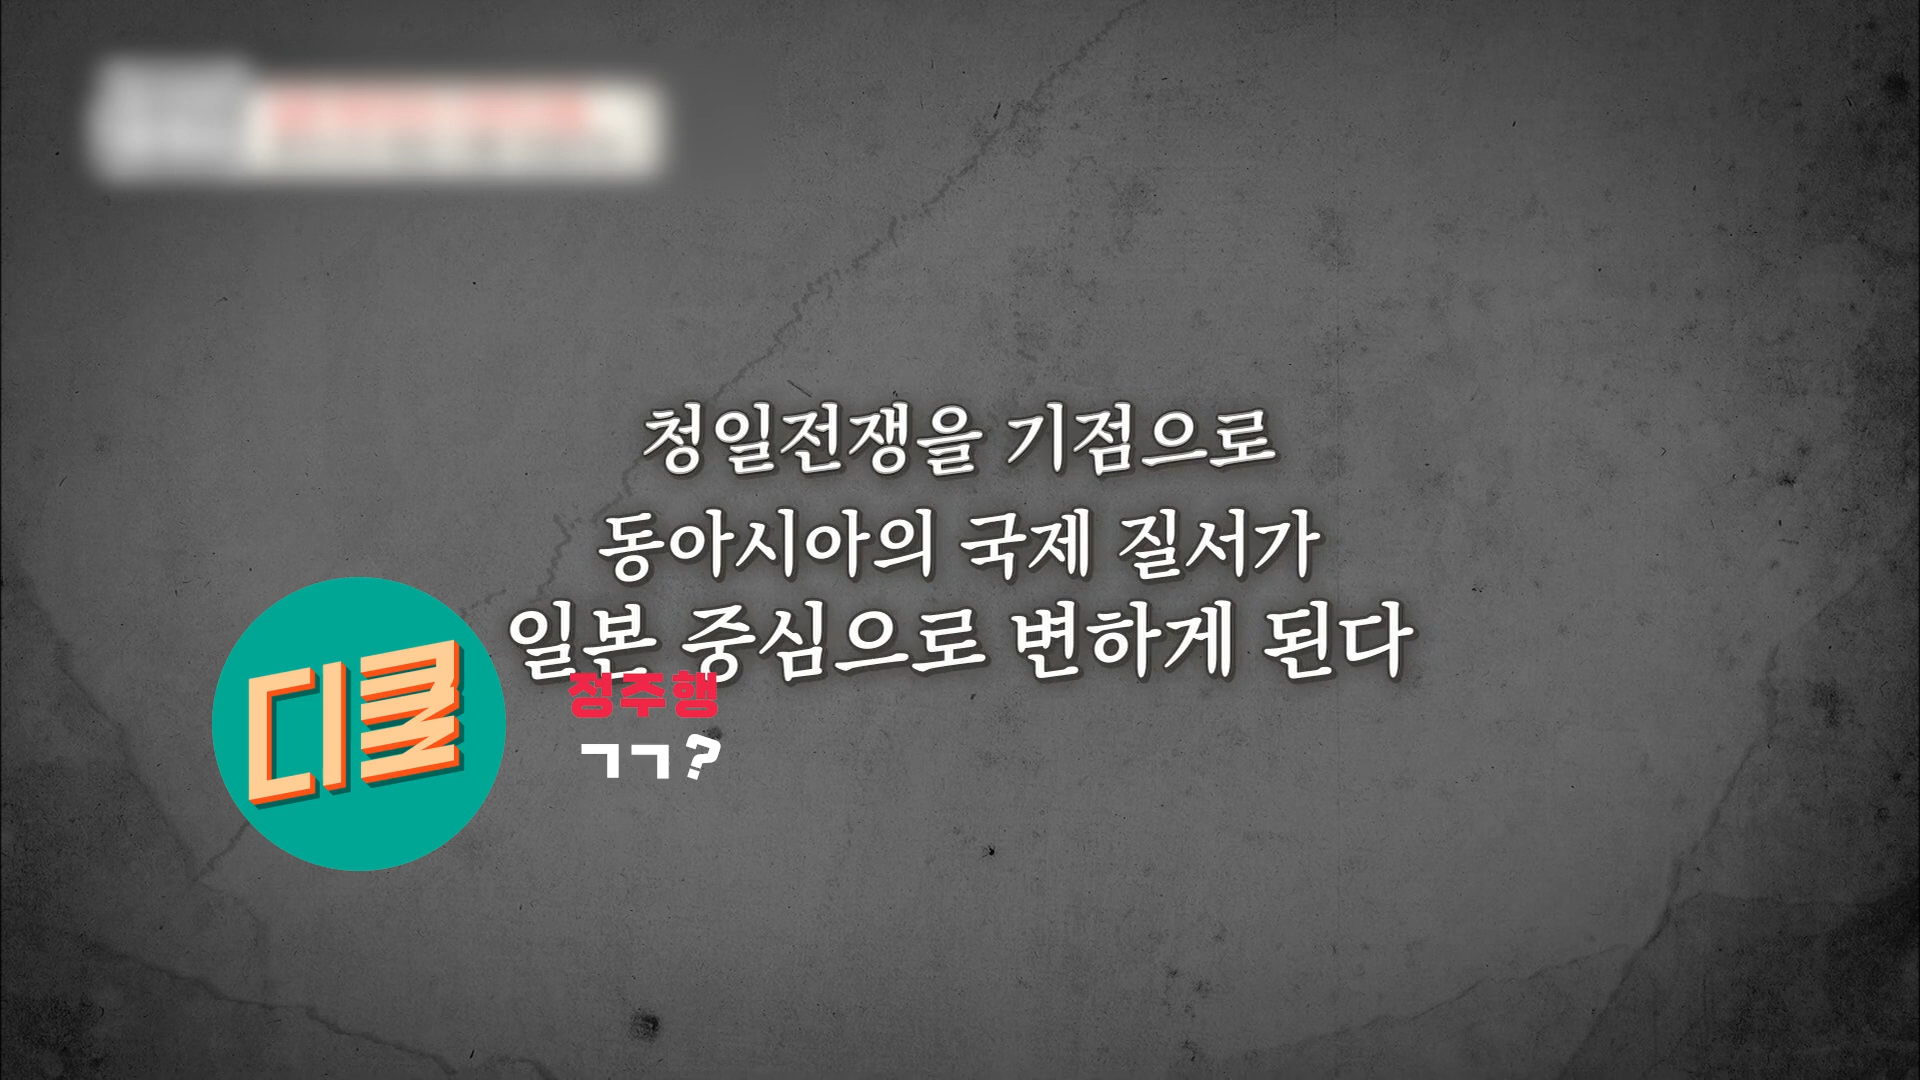 청일전쟁을 기점으로
동아시아의 국제 질서가
일본 중심으로 변하게 된다
디클
정주행
ㄱㄱ?